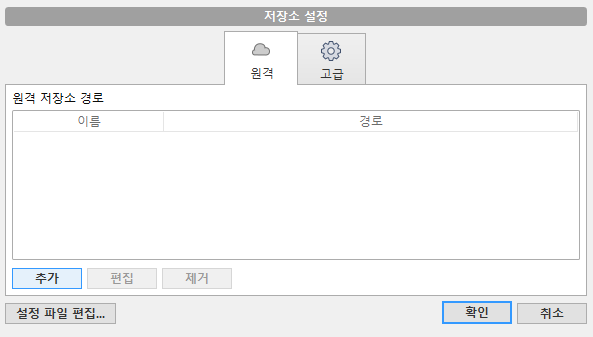 저장소 설정
원격
고급
원격 저장소 경로
이름 경로
추가 편집 제거
설정 파일 편집... 확인 취소